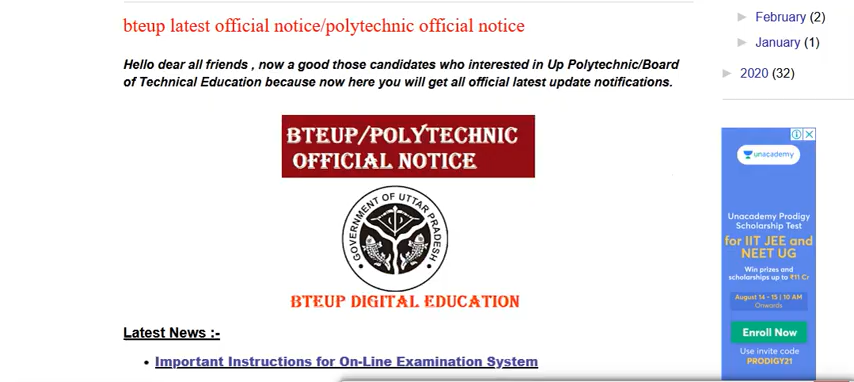 bteup latest official notice/polytechnic official notice
Hello dear all friends , now a good those candidates who interested in Up Polytechnic/Board
of Technical Education because now here you will get all official latest update notifications.
BTEUP/POLYTECHNIC
OFFICIAL NOTICE
GOVERNMENT OF UTTAR PRADESH
BTEUP DIGITAL EDUCATION
Latest News :-
• Important Instructions for On-Line Examination System
► February (2)
► January (1)
► 2020 (32)
unacademy
Unacademy Prodigy
Scholarship Test
for IIT JEE and
NEET UG
Win prizes and
scholarships up to ₹11 Cr
August 14 - 15 | 10 AM
Onwards
Enroll Now
Use invite code
PRODIGY21